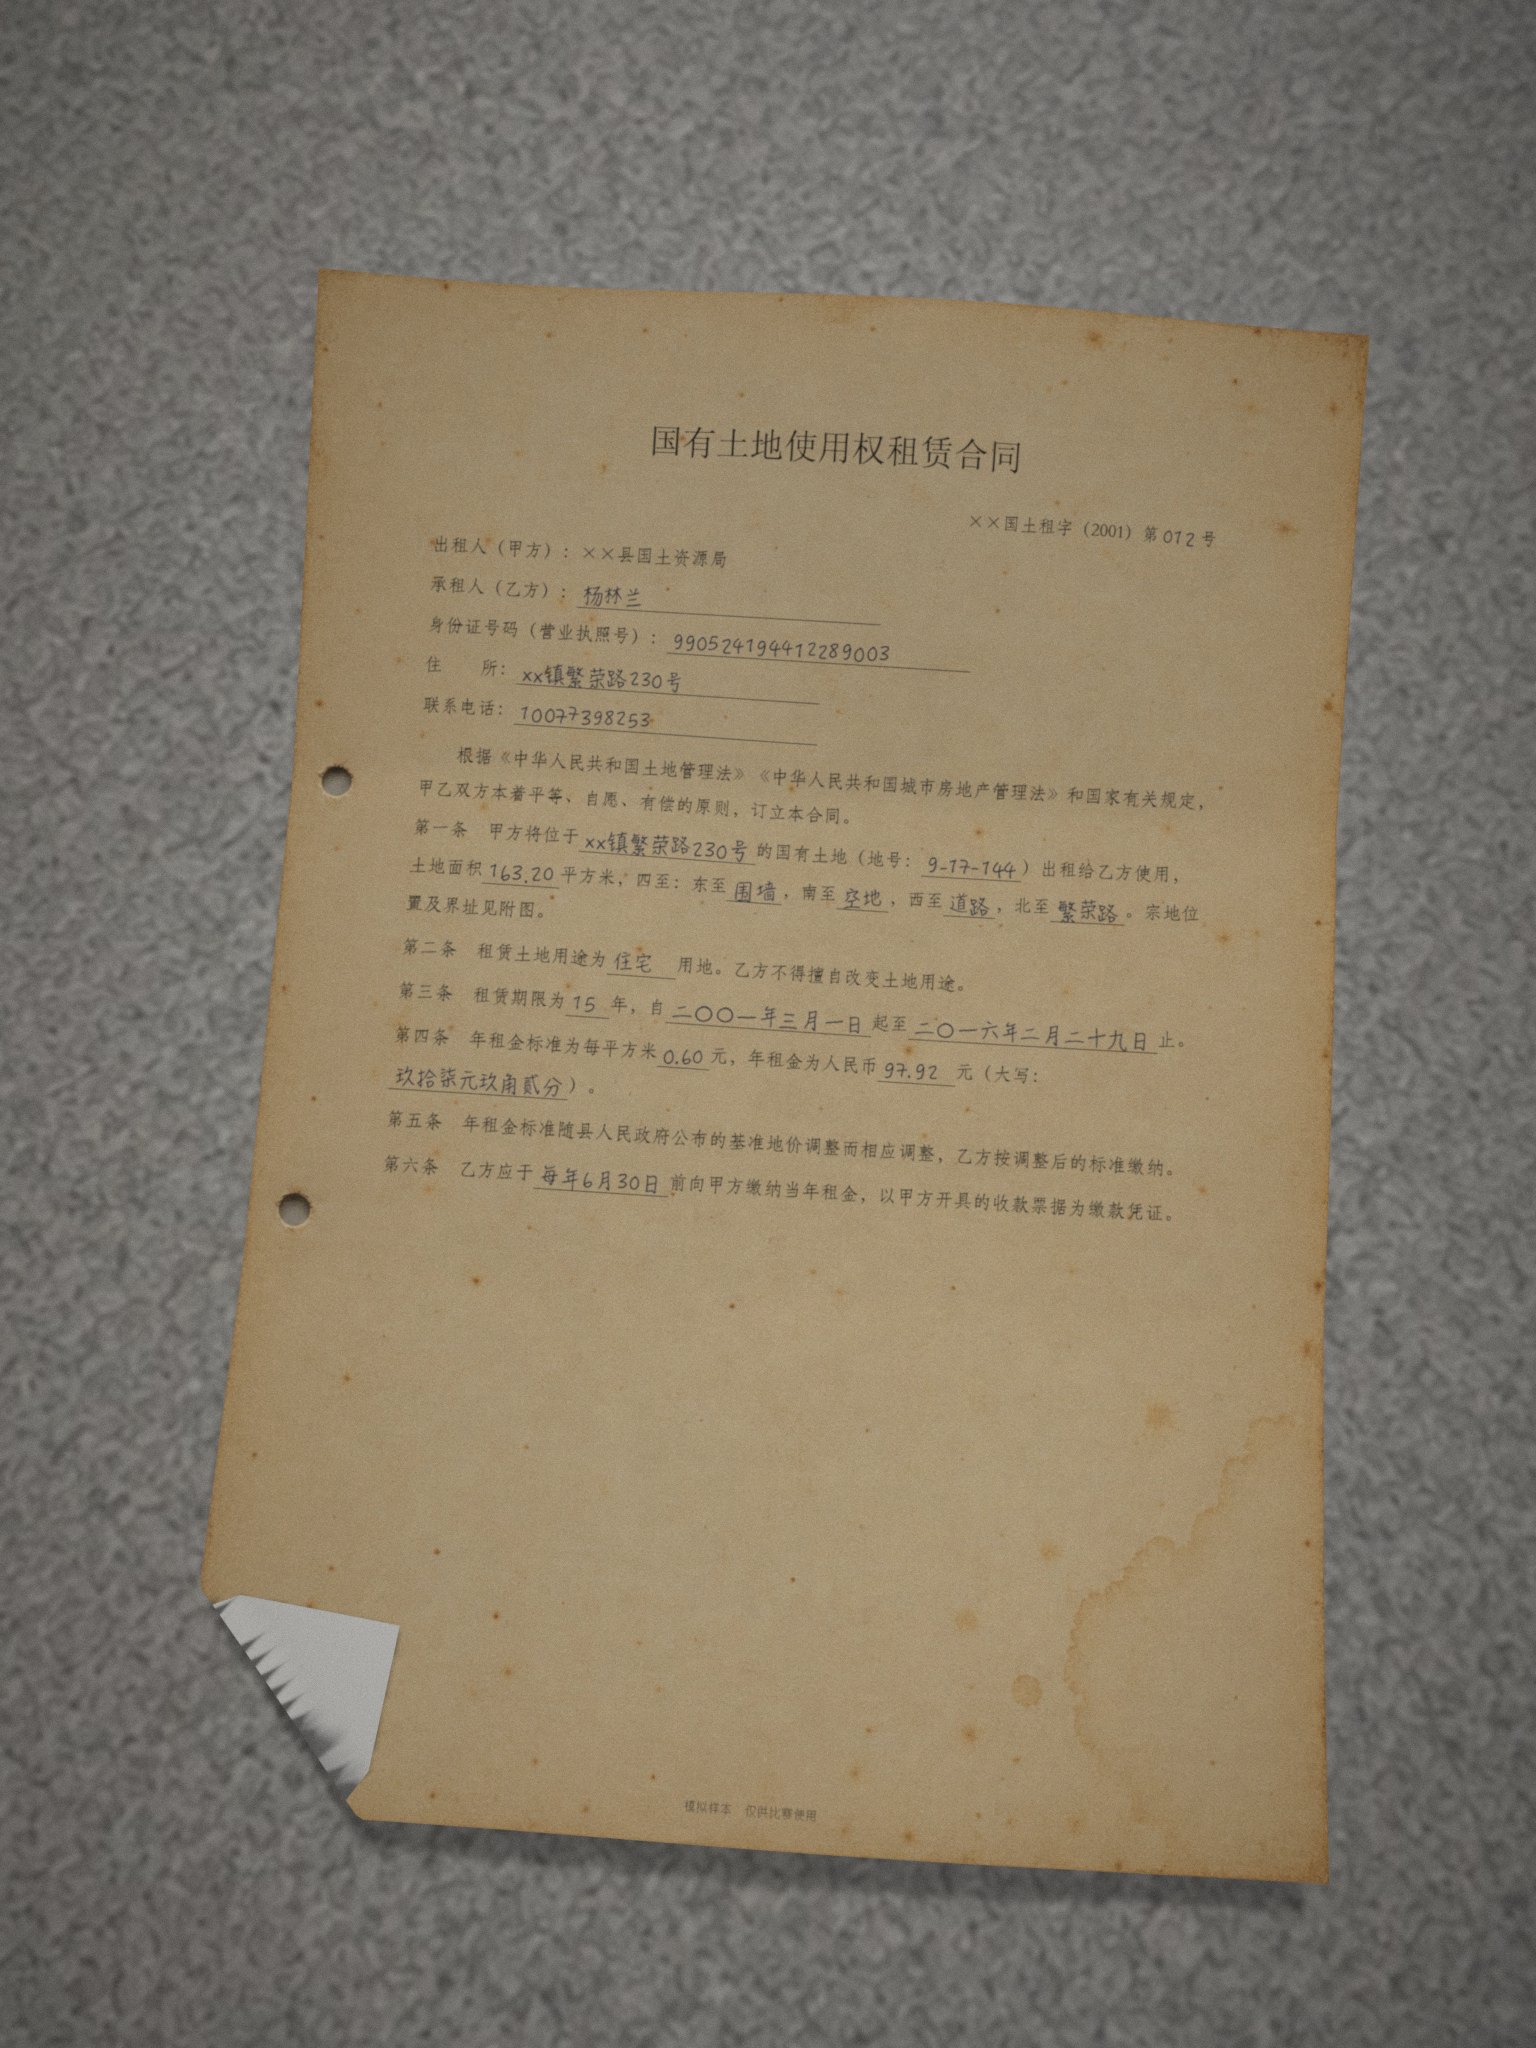 国有土地使用权租赁合同
××国土租字（2001）第012号
出租人（甲方）：××县国土资源局
承租人（乙方）：杨林兰
身份证号码（营业执照号）：990524194412289003
住　　所：xx镇繁荣路230号
联系电话：10077398253
根据《中华人民共和国土地管理法》《中华人民共和国城市房地产管理法》和国家有关规定，
甲乙双方本着平等、自愿、有偿的原则，订立本合同。
第一条　甲方将位于xx镇繁荣路230号的国有土地（地号：9-17-144）出租给乙方使用，
土地面积163.20平方米，四至：东至围墙，南至空地，西至道路，北至繁荣路。宗地位
置及界址见附图。
第二条　租赁土地用途为住宅　用地。乙方不得擅自改变土地用途。
第三条　租赁期限为15年，自二〇〇一年三月一日起至二〇一六年二月二十九日止。
第四条　年租金标准为每平方米0.60元，年租金为人民币97.92元（大写：
玖拾柒元玖角贰分）。
第五条　年租金标准随县人民政府公布的基准地价调整而相应调整，乙方按调整后的标准缴纳。
第六条　乙方应于每年6月30日前向甲方缴纳当年租金，以甲方开具的收款票据为缴款凭证。
模拟样本　仅供比赛使用